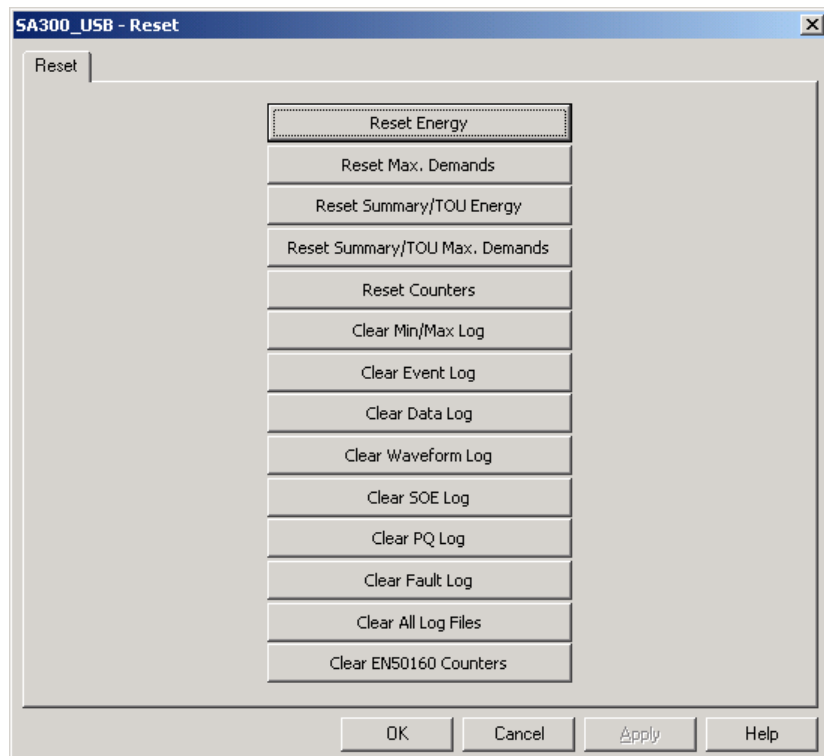 SA300_USB - Reset
Reset
Reset Energy
Reset Max. Demands
Reset Summary/TOU Energy
Reset Summary/TOU Max. Demands
Reset Counters
Clear Min/Max Log
Clear Event Log
Clear Data Log
Clear Waveform Log
Clear SOE Log
Clear PQ Log
Clear Fault Log
Clear All Log Files
Clear EN50160 Counters
OK Cancel Apply Help